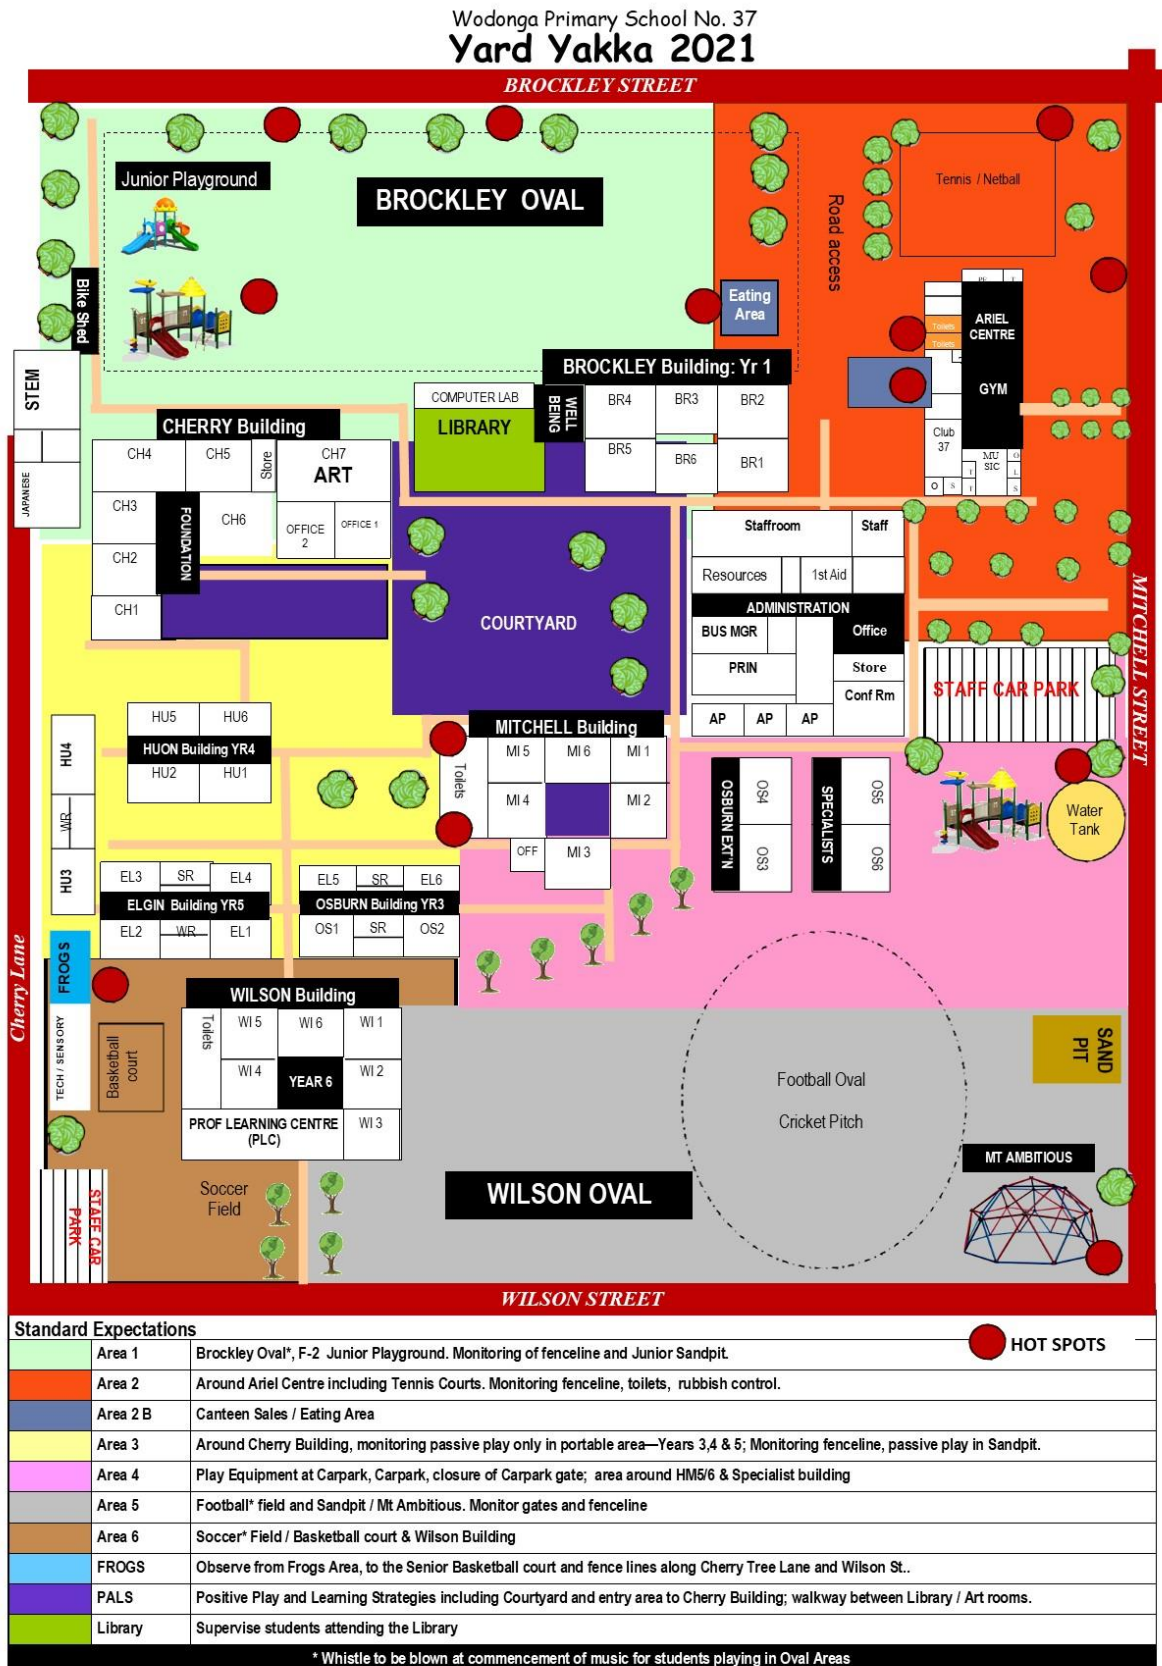 Wodonga Primary School No. 37
Yard Yakka 2021
BROCKLEY STREET
Junior Playground
BROCKLEY OVAL
Tennis / Netball
Road access
Bike Shed
Eating
Area
Toilets
Toilets
ARIEL
CENTRE
GYM
STEM
JAPANESE
BROCKLEY Building: Yr 1
COMPUTER LAB
LIBRARY
WELL
BEING
BR4
BR3
BR2
BR5
BR6
BR1
Club
37
MU
SIC
O
S
T
T
O
L
S
CHERRY Building
CH4
CH5
Store
CH7
ART
CH3
FOUNDATION
CH6
OFFICE
2
OFFICE 1
CH2
CH1
COURTYARD
Staffroom
Staff
Resources
1st Aid
ADMINISTRATION
BUS MGR
Office
PRIN
Store
Conf Rm
AP
AP
AP
STAFF CAR PARK
MITCHELL STREET
HU4
WR
HU3
HU5
HU6
HUON Building YR4
HU2
HU1
MITCHELL Building
Toilets
MI 5
MI 6
MI 1
MI 4
MI 2
OFF
MI 3
OSBURN EXT'N
OS4
OS3
SPECIALISTS
OS5
OS6
Water
Tank
EL3
SR
EL4
ELGIN Building YR5
EL2
WR
EL1
EL5
SR
EL6
OSBURN Building YR3
OS1
SR
OS2
Cherry Lane
FROGS
TECH / SENSORY
Basketball
court
WILSON Building
Toilets
WI 5
WI 6
WI 1
WI 4
YEAR 6
WI 2
PROF LEARNING CENTRE
(PLC)
WI 3
Football Oval
Cricket Pitch
SAND
PIT
MT AMBITIOUS
STAFF CAR
PARK
Soccer
Field
WILSON OVAL
WILSON STREET
Standard Expectations
HOT SPOTS
Area 1 Brockley Oval*, F-2 Junior Playground. Monitoring of fenceline and Junior Sandpit.
Area 2 Around Ariel Centre including Tennis Courts. Monitoring fenceline, toilets, rubbish control.
Area 2 B Canteen Sales / Eating Area
Area 3 Around Cherry Building, monitoring passive play only in portable area—Years 3,4 & 5; Monitoring fenceline, passive play in Sandpit.
Area 4 Play Equipment at Carpark, Carpark, closure of Carpark gate; area around HM5/6 & Specialist building
Area 5 Football* field and Sandpit / Mt Ambitious. Monitor gates and fenceline
Area 6 Soccer* Field / Basketball court & Wilson Building
FROGS Observe from Frogs Area, to the Senior Basketball court and fence lines along Cherry Tree Lane and Wilson St..
PALS Positive Play and Learning Strategies including Courtyard and entry area to Cherry Building; walkway between Library / Art rooms.
Library Supervise students attending the Library
* Whistle to be blown at commencement of music for students playing in Oval Areas